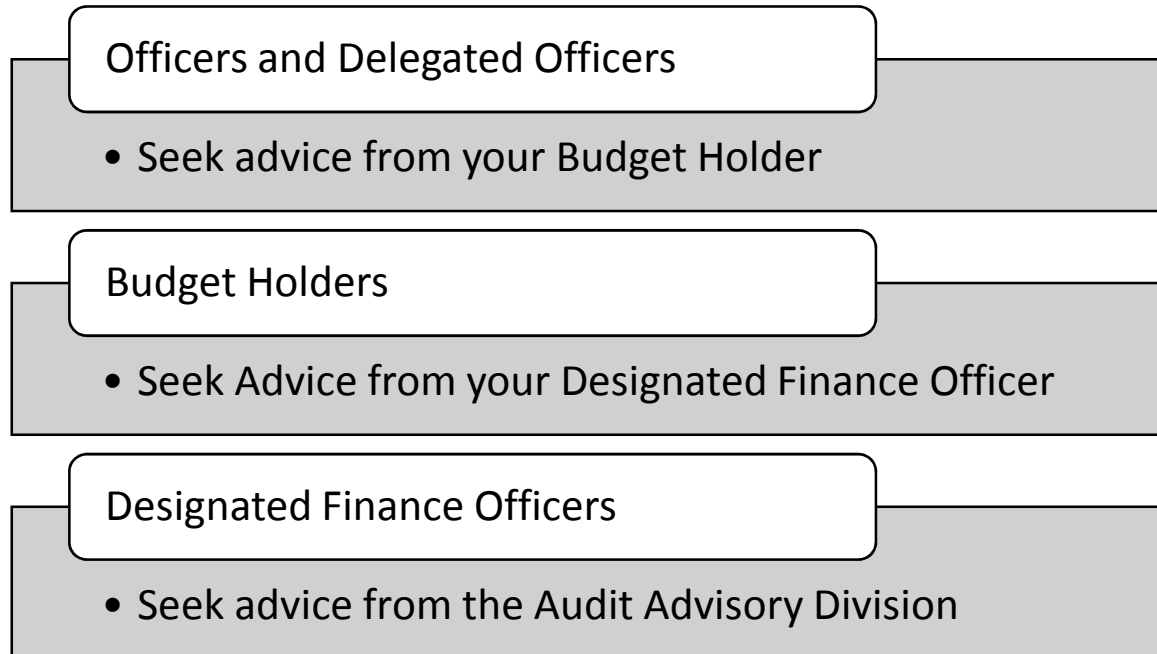 Officers and Delegated Officers
• Seek advice from your Budget Holder
Budget Holders
• Seek Advice from your Designated Finance Officer
Designated Finance Officers
• Seek advice from the Audit Advisory Division